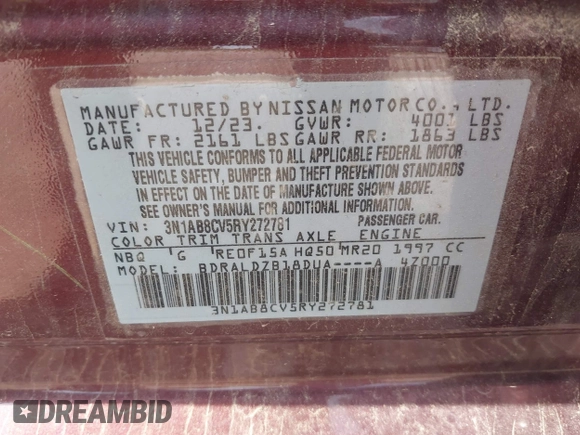 MANUFACTURED BY NISSAN MOTOR CO., LTD.
DATE: 12/23. GVWR: 4001 LBS
GAWR FR: 2161 LBS GAWR RR: 1863 LBS
THIS VEHICLE CONFORMS TO ALL APPLICABLE FEDERAL MOTOR
VEHICLE SAFETY, BUMPER AND THEFT PREVENTION STANDARDS
IN EFFECT ON THE DATE OF MANUFACTURE SHOWN ABOVE.
SEE OWNER'S MANUAL FOR ADDITIONAL INFORMATION.
VIN: 3N1AB8CV5RY272781 PASSENGER CAR.
COLOR TRIM TRANS AXLE ENGINE
NBQ G RE0F15A HQ50 MR20 1997 CC
BDRALDZB18DUA----A 4Z000
3N1AB8CV5RY272781
DREAMBID